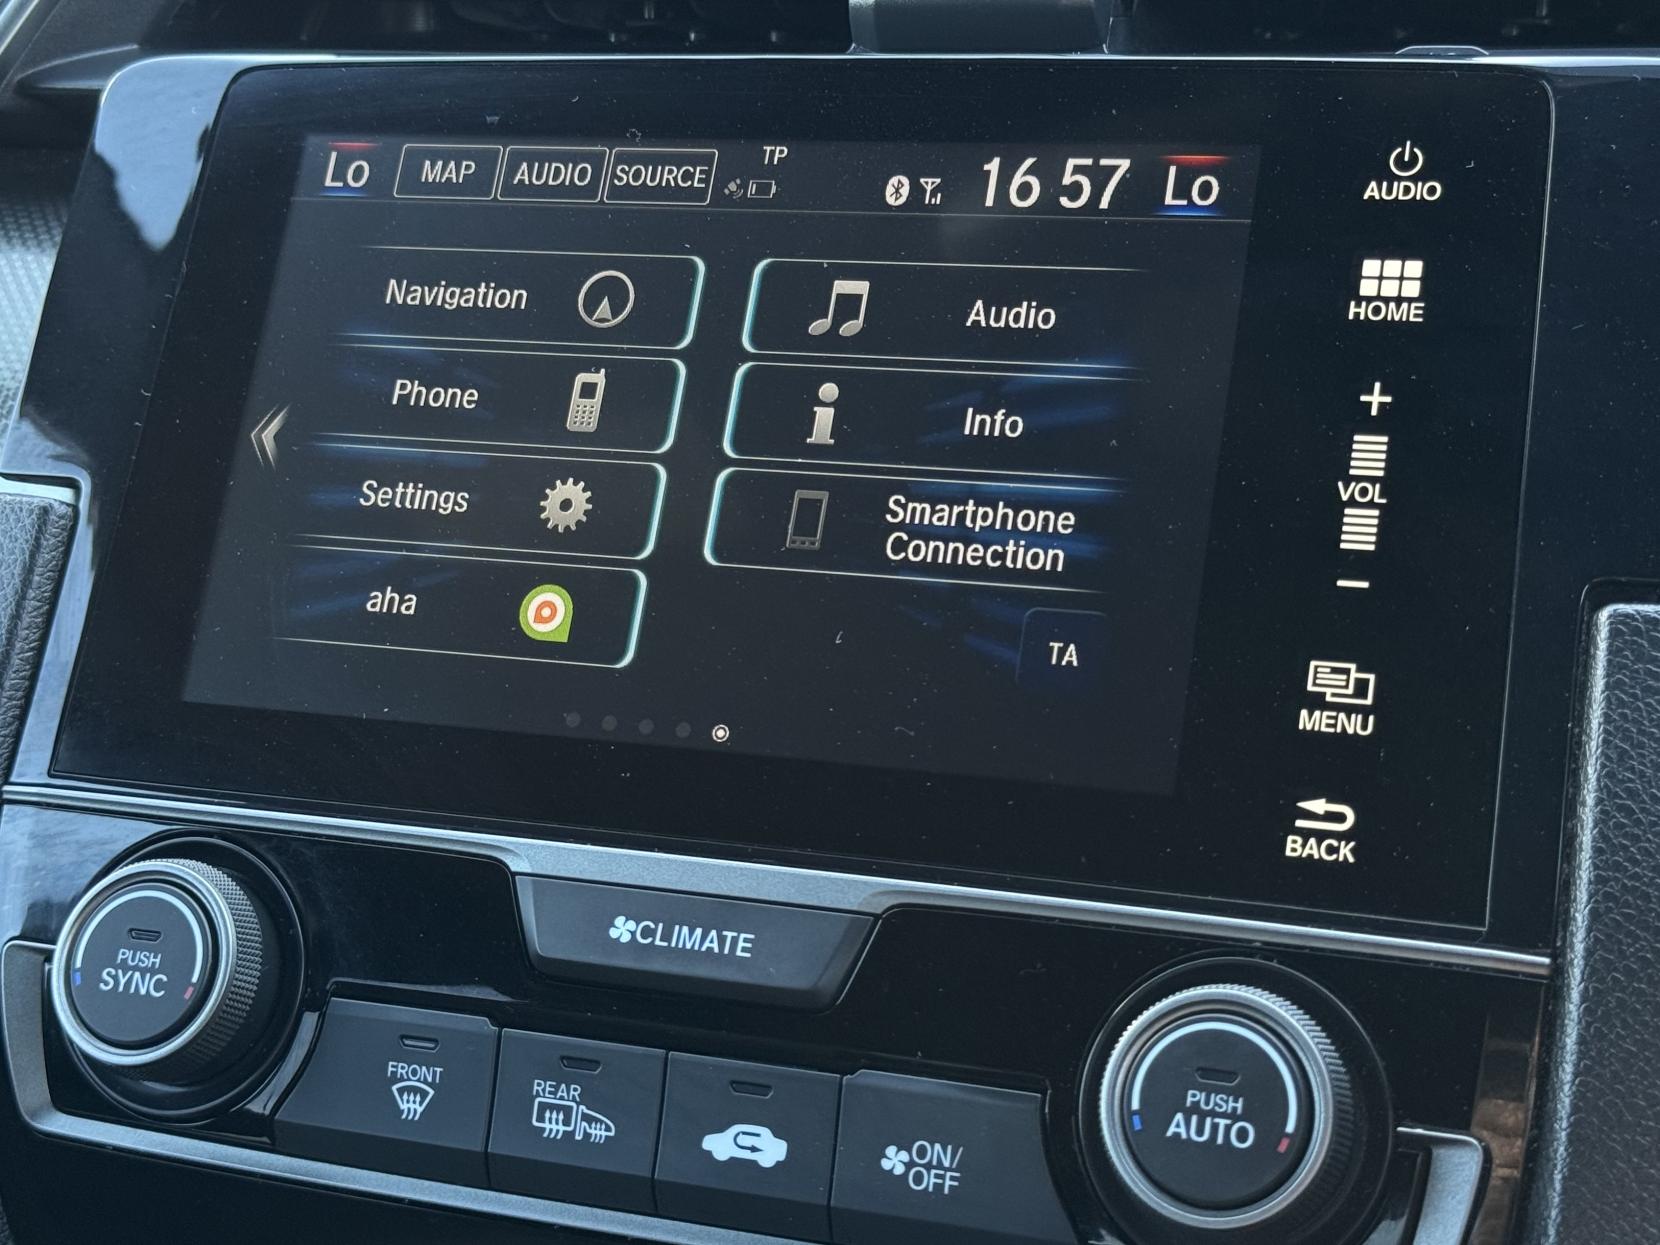 Lo MAP AUDIO SOURCE TP 16 57 Lo
AUDIO
Navigation
Audio
HOME
Phone
Info
+
VOL
−
Settings
Smartphone
Connection
aha
TA
MENU
BACK
CLIMATE
PUSH
SYNC
FRONT
REAR
ON/
OFF
PUSH
AUTO